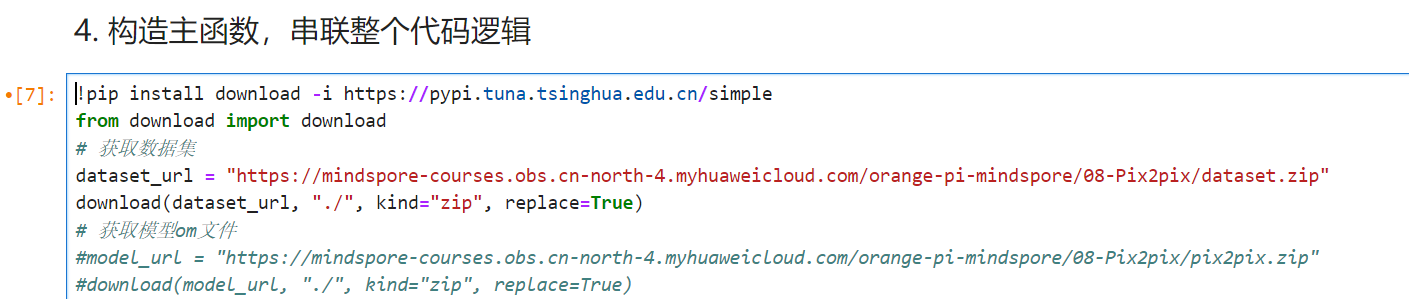 4. 构造主函数，串联整个代码逻辑
•[7]:
!pip install download -i https://pypi.tuna.tsinghua.edu.cn/simple
from download import download
# 获取数据集
dataset_url = "https://mindspore-courses.obs.cn-north-4.myhuaweicloud.com/orange-pi-mindspore/08-Pix2pix/dataset.zip"
download(dataset_url, "./", kind="zip", replace=True)
# 获取模型om文件
#model_url = "https://mindspore-courses.obs.cn-north-4.myhuaweicloud.com/orange-pi-mindspore/08-Pix2pix/pix2pix.zip"
#download(model_url, "./", kind="zip", replace=True)